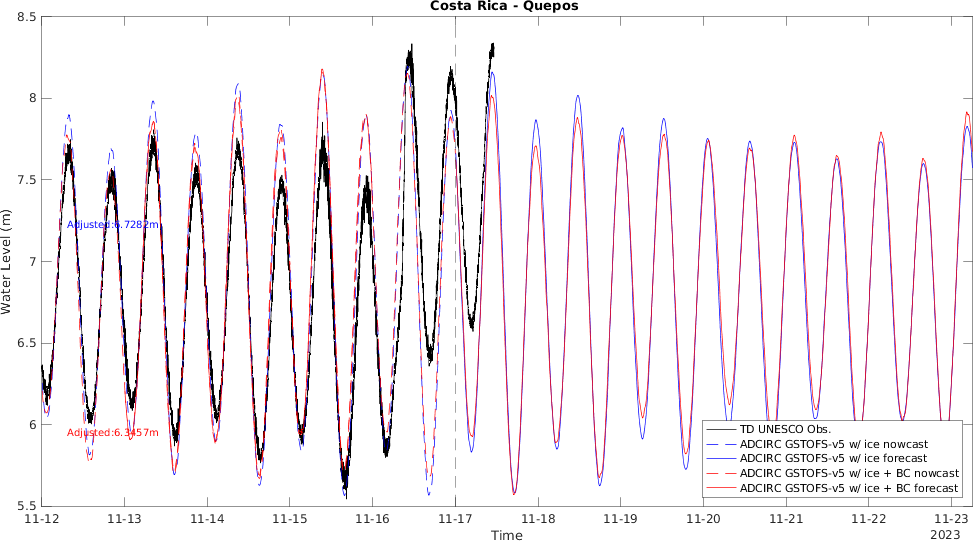 Costa Rica - Quepos
8.5
8
7.5
7
6.5
6
5.5
Water Level (m)
Adjusted:6.7282m
Adjusted:6.3457m
TD UNESCO Obs.
ADCIRC GSTOFS-v5 w/ ice nowcast
ADCIRC GSTOFS-v5 w/ ice forecast
ADCIRC GSTOFS-v5 w/ ice + BC nowcast
ADCIRC GSTOFS-v5 w/ ice + BC forecast
11-12 11-13 11-14 11-15 11-16 11-17 11-18 11-19 11-20 11-21 11-22 11-23
Time
2023